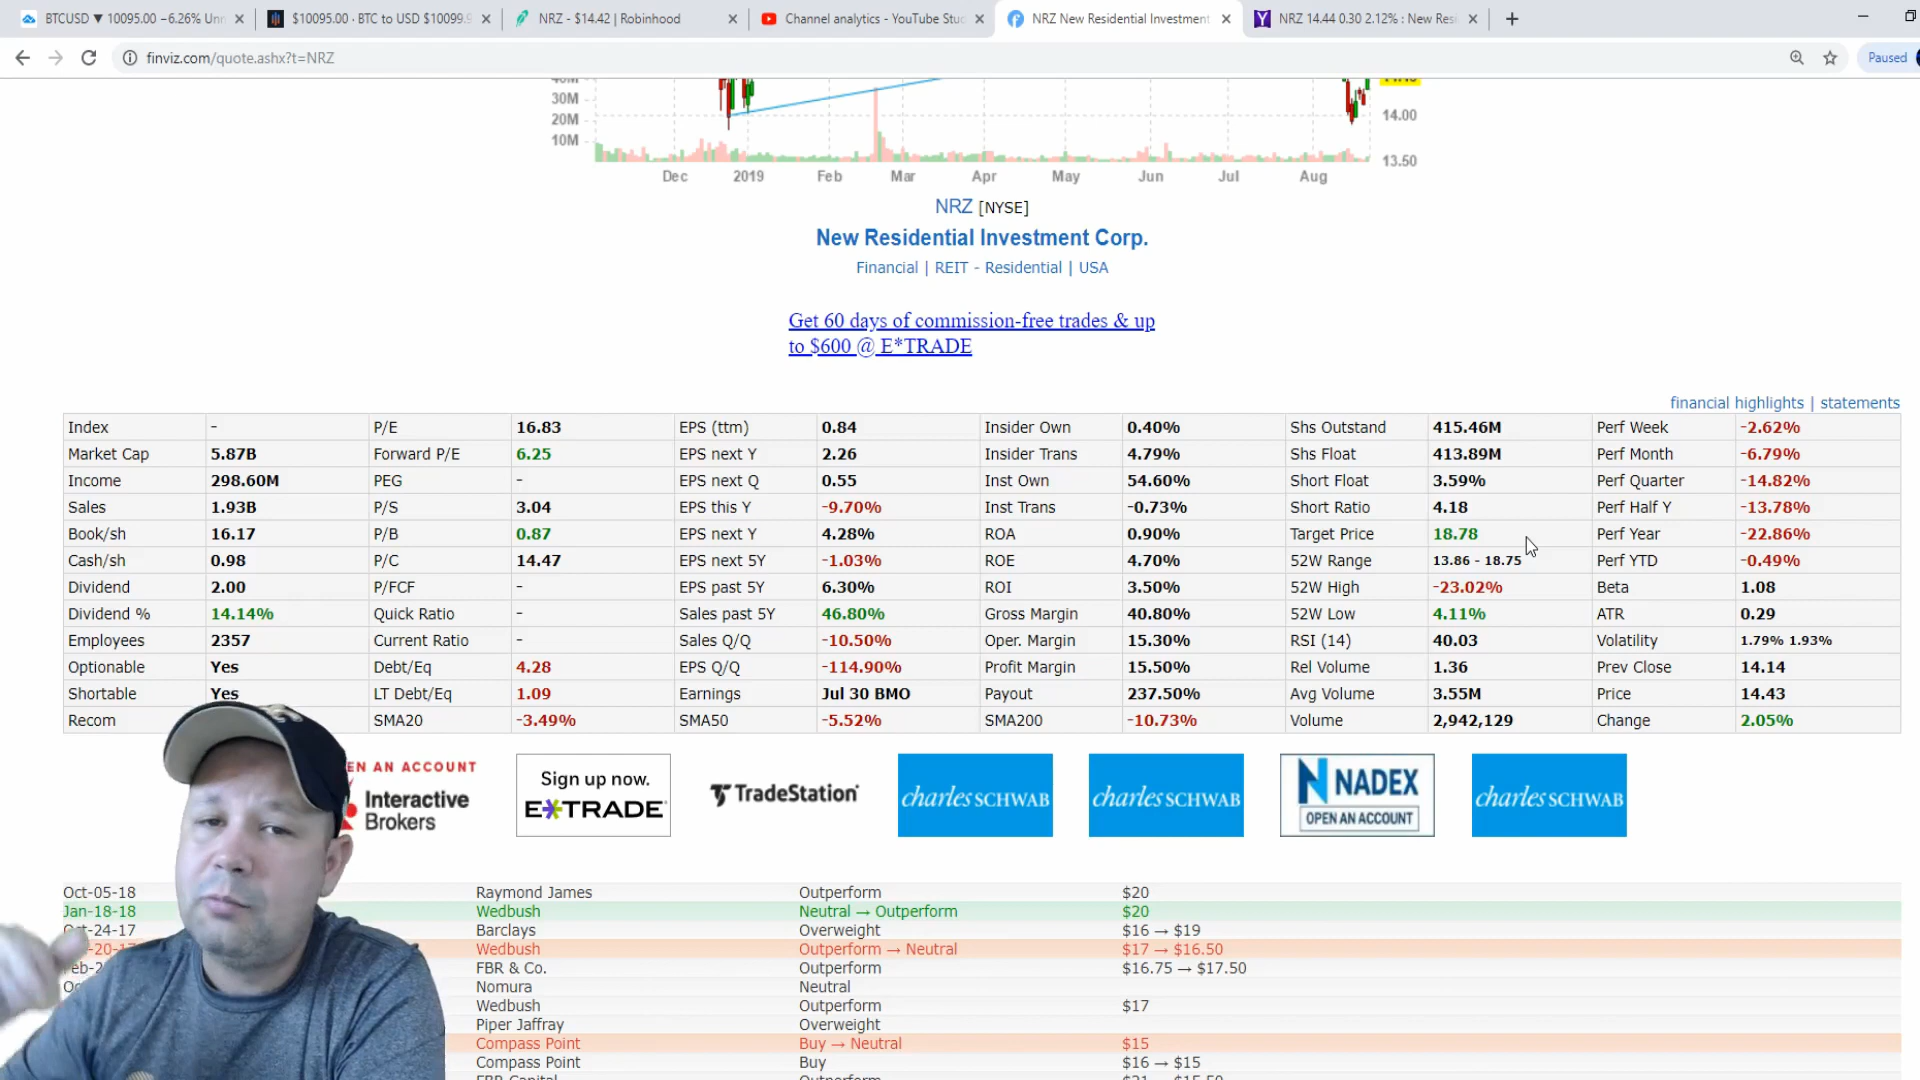 BTCUSD ▼ 10095.00 −6.26% Unn
$10095.00 · BTC to USD $10099.9
NRZ - $14.42 | Robinhood
Channel analytics - YouTube Stud
NRZ New Residential Investment
NRZ 14.44 0.30 2.12% : New Resi
finviz.com/quote.ashx?t=NRZ
Paused
30M
20M
10M
14.00
13.50
Dec 2019 Feb Mar Apr May Jun Jul Aug
NRZ [NYSE]
New Residential Investment Corp.
Financial | REIT - Residential | USA
Get 60 days of commission-free trades & up
to $600 @ E*TRADE
financial highlights | statements
Index - P/E 16.83 EPS (ttm) 0.84 Insider Own 0.40% Shs Outstand 415.46M Perf Week -2.62%
Market Cap 5.87B Forward P/E 6.25 EPS next Y 2.26 Insider Trans 4.79% Shs Float 413.89M Perf Month -6.79%
Income 298.60M PEG - EPS next Q 0.55 Inst Own 54.60% Short Float 3.59% Perf Quarter -14.82%
Sales 1.93B P/S 3.04 EPS this Y -9.70% Inst Trans -0.73% Short Ratio 4.18 Perf Half Y -13.78%
Book/sh 16.17 P/B 0.87 EPS next Y 4.28% ROA 0.90% Target Price 18.78 Perf Year -22.86%
Cash/sh 0.98 P/C 14.47 EPS next 5Y -1.03% ROE 4.70% 52W Range 13.86 - 18.75 Perf YTD -0.49%
Dividend 2.00 P/FCF - EPS past 5Y 6.30% ROI 3.50% 52W High -23.02% Beta 1.08
Dividend % 14.14% Quick Ratio - Sales past 5Y 46.80% Gross Margin 40.80% 52W Low 4.11% ATR 0.29
Employees 2357 Current Ratio - Sales Q/Q -10.50% Oper. Margin 15.30% RSI (14) 40.03 Volatility 1.79% 1.93%
Optionable Yes Debt/Eq 4.28 EPS Q/Q -114.90% Profit Margin 15.50% Rel Volume 1.36 Prev Close 14.14
Shortable Yes LT Debt/Eq 1.09 Earnings Jul 30 BMO Payout 237.50% Avg Volume 3.55M Price 14.43
Recom SMA20 -3.49% SMA50 -5.52% SMA200 -10.73% Volume 2,942,129 Change 2.05%
EN AN ACCOUNT
Interactive
Brokers
Sign up now.
E*TRADE
TradeStation
charles SCHWAB
charles SCHWAB
NADEX
OPEN AN ACCOUNT
charles SCHWAB
Oct-05-18 Raymond James Outperform $20
Jan-18-18 Wedbush Neutral → Outperform $20
Oct-24-17 Barclays Overweight $16 → $19
-20-17 Wedbush Outperform → Neutral $17 → $16.50
Feb-2 FBR & Co. Outperform $16.75 → $17.50
Nomura Neutral
Wedbush Outperform $17
Piper Jaffray Overweight
Compass Point Buy → Neutral $15
Compass Point Buy $16 → $15